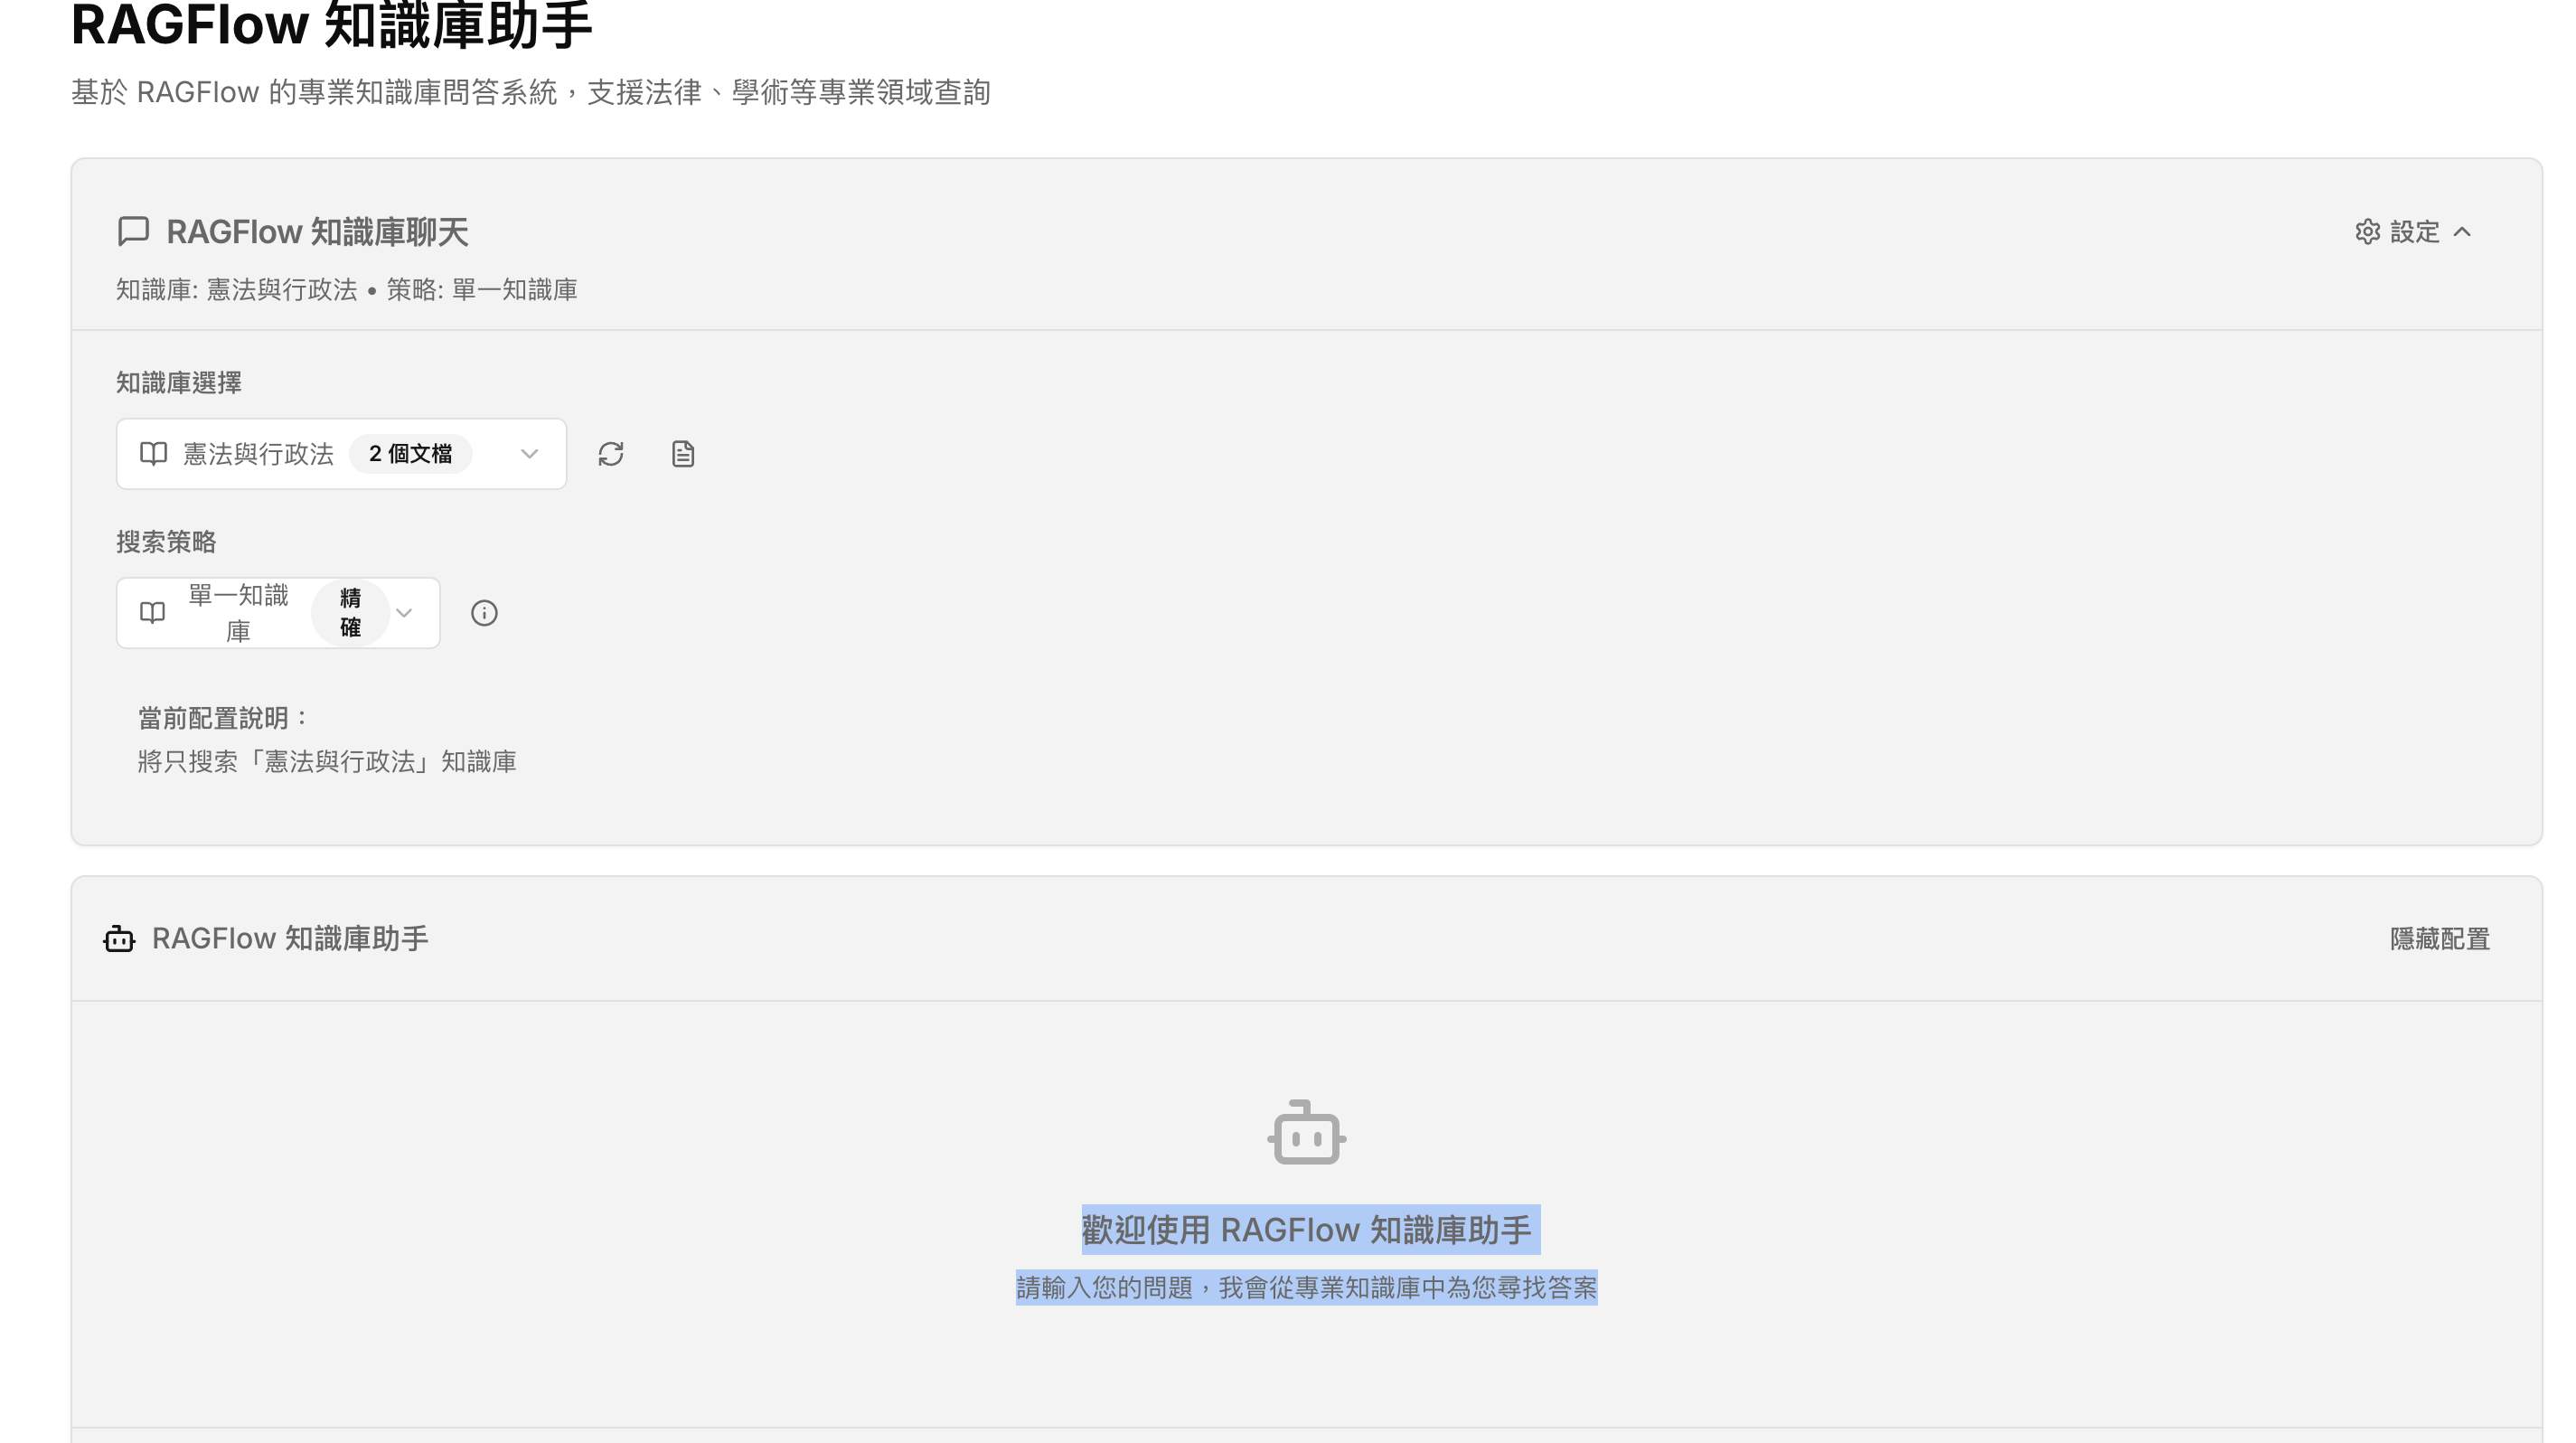 RAGFlow 知識庫助手
基於 RAGFlow 的專業知識庫問答系統，支援法律、學術等專業領域查詢
RAGFlow 知識庫聊天
設定
知識庫: 憲法與行政法 • 策略: 單一知識庫
知識庫選擇
憲法與行政法 2 個文檔
搜索策略
單一知識
庫
精
確
當前配置說明：
將只搜索「憲法與行政法」知識庫
RAGFlow 知識庫助手
隱藏配置
歡迎使用 RAGFlow 知識庫助手
請輸入您的問題，我會從專業知識庫中為您尋找答案